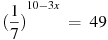 (1/7)^{10-3x} = 49